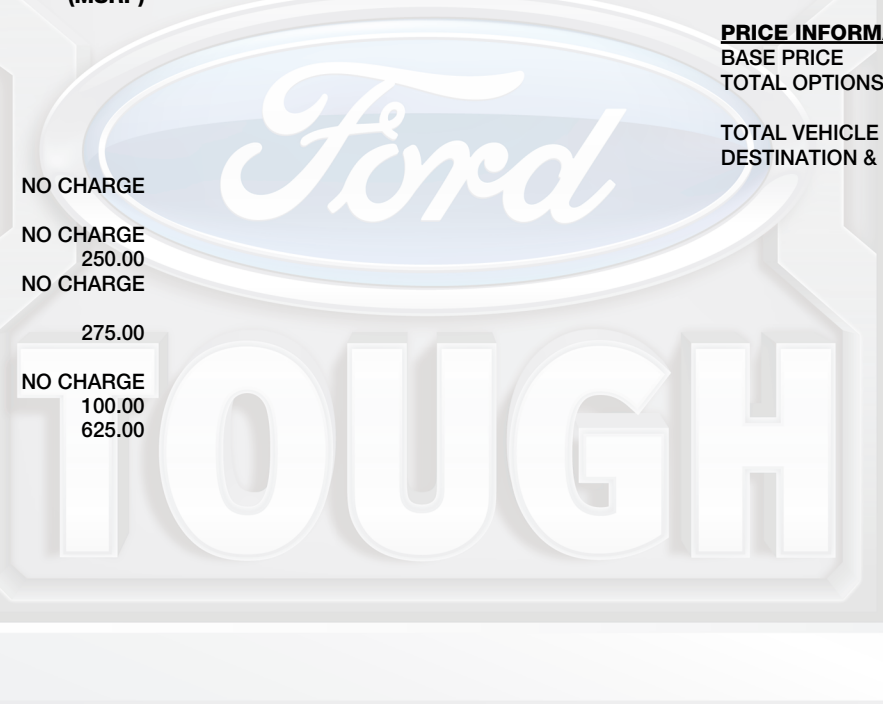 (MSRP)
NO CHARGE
NO CHARGE
250.00
NO CHARGE
275.00
NO CHARGE
100.00
625.00
PRICE INFORMA
BASE PRICE
TOTAL OPTIONS
TOTAL VEHICLE
DESTINATION &
Ford
TOUGH